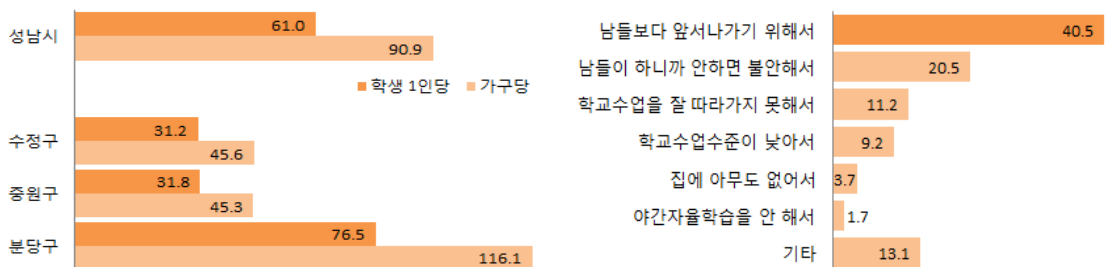 성남시
61.0
90.9
학생 1인당 가구당
수정구
31.2
45.6
중원구
31.8
45.3
분당구
76.5
116.1
남들보다 앞서나가기 위해서 40.5
남들이 하니까 안하면 불안해서 20.5
학교수업을 잘 따라가지 못해서 11.2
학교수업수준이 낮아서 9.2
집에 아무도 없어서 3.7
야간자율학습을 안 해서 1.7
기타 13.1